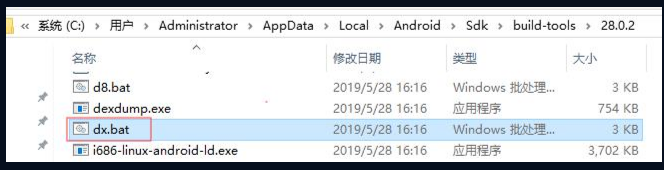 « 系统 (C:) › 用户 › Administrator › AppData › Local › Android › Sdk › build-tools › 28.0.2
名称 修改日期 类型 大小
d8.bat 2019/5/28 16:16 Windows 批处理... 3 KB
dexdump.exe 2019/5/28 16:16 应用程序 754 KB
dx.bat 2019/5/28 16:16 Windows 批处理... 3 KB
i686-linux-android-ld.exe 2019/5/28 16:16 应用程序 3,702 KB